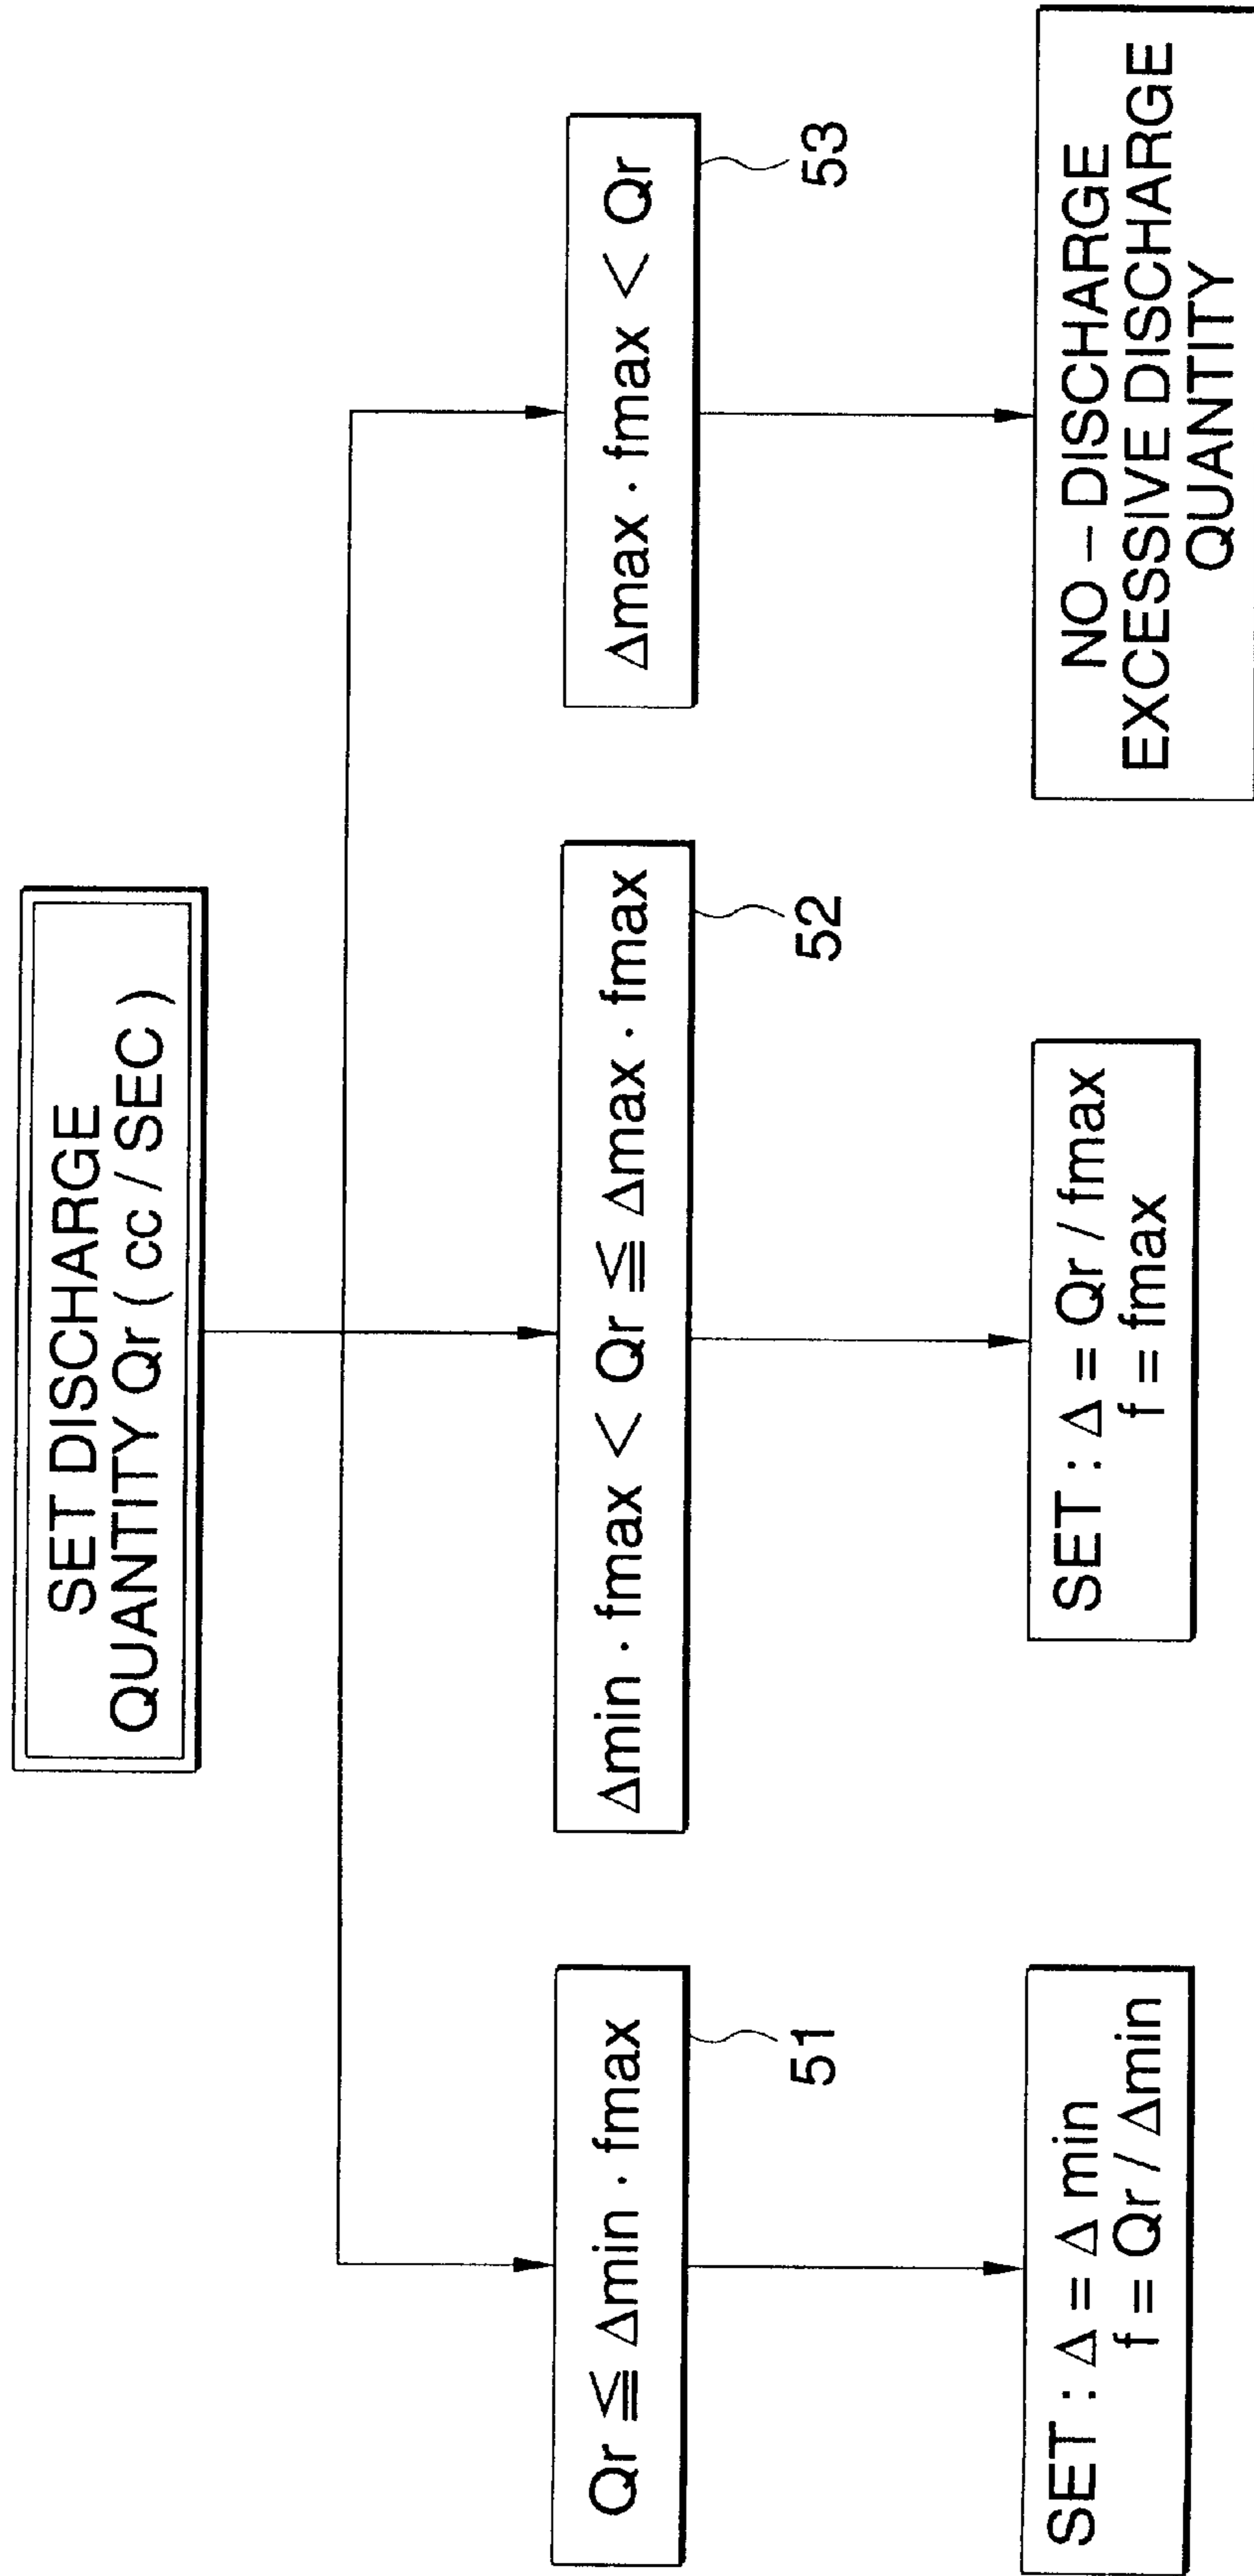 SET DISCHARGE
QUANTITY Qr ( cc / SEC )
Qr ≦ Δmin · fmax
51
Δmin · fmax < Qr ≦ Δmax · fmax
52
Δmax · fmax < Qr
53
SET : Δ = Δ min
f = Qr / Δmin
SET : Δ = Qr / fmax
f = fmax
NO – DISCHARGE
EXCESSIVE DISCHARGE
QUANTITY